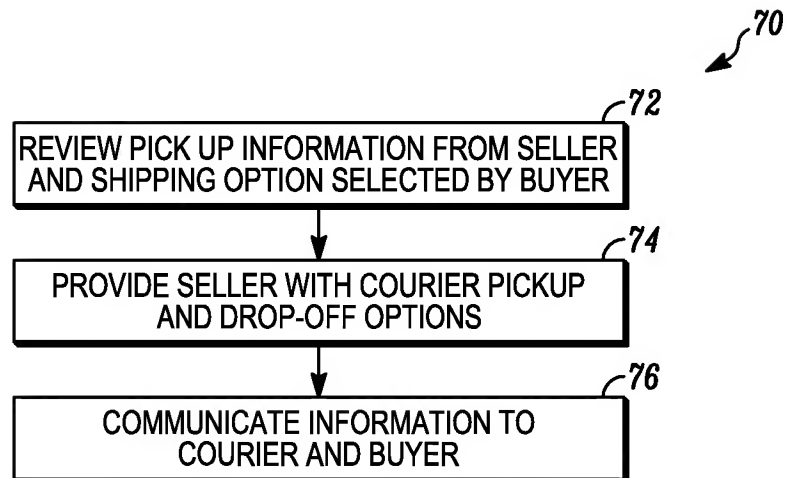 70
72
REVIEW PICK UP INFORMATION FROM SELLER
AND SHIPPING OPTION SELECTED BY BUYER
74
PROVIDE SELLER WITH COURIER PICKUP
AND DROP-OFF OPTIONS
76
COMMUNICATE INFORMATION TO
COURIER AND BUYER